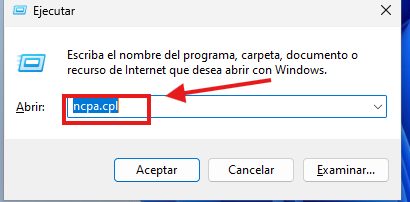 Ejecutar
Escriba el nombre del programa, carpeta, documento o
recurso de Internet que desea abrir con Windows.
Abrir: ncpa.cpl
Aceptar Cancelar Examinar...